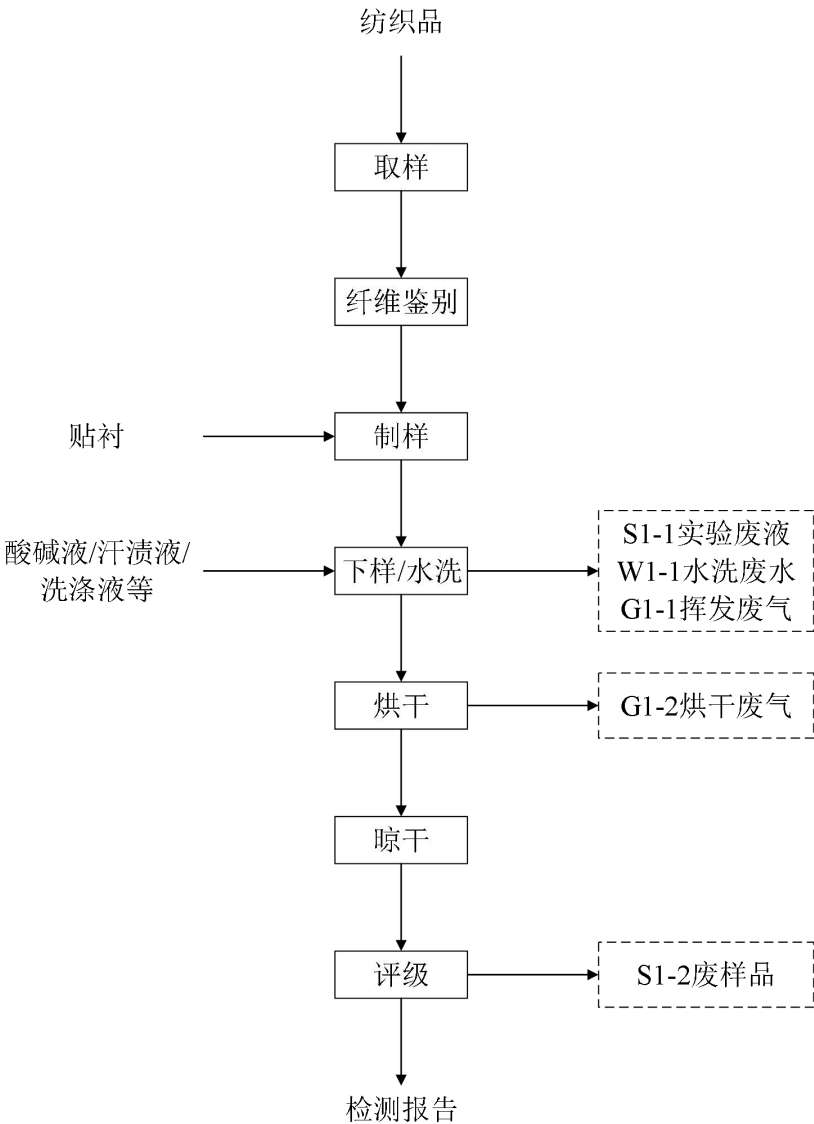 纺织品
取样
纤维鉴别
贴衬
制样
酸碱液/汗渍液/
洗涤液等
下样/水洗
S1-1实验废液
W1-1水洗废水
G1-1挥发废气
烘干
G1-2烘干废气
晾干
评级
S1-2废样品
检测报告